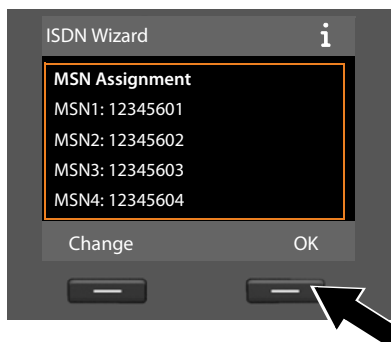 ISDN Wizard i
MSN Assignment
MSN1: 12345601
MSN2: 12345602
MSN3: 12345603
MSN4: 12345604
Change OK